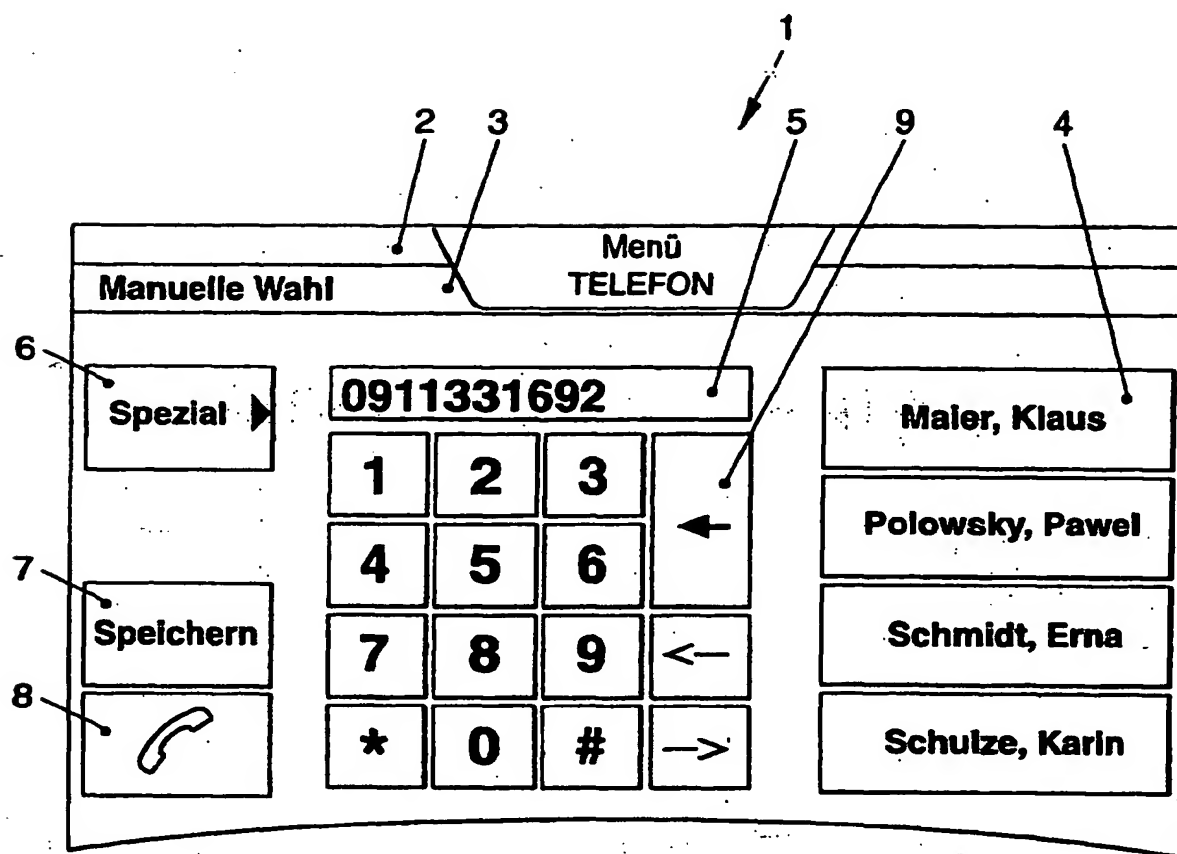 1
2 3 5 9 4
Menü
Manuelle Wahl TELEFON
6
Spezial 0911331692 Maier, Klaus
1 2 3
Polowsky, Pawel
4 5 6
7
Speichern 7 8 9 <— Schmidt, Erna
8
* 0 # —> Schulze, Karin